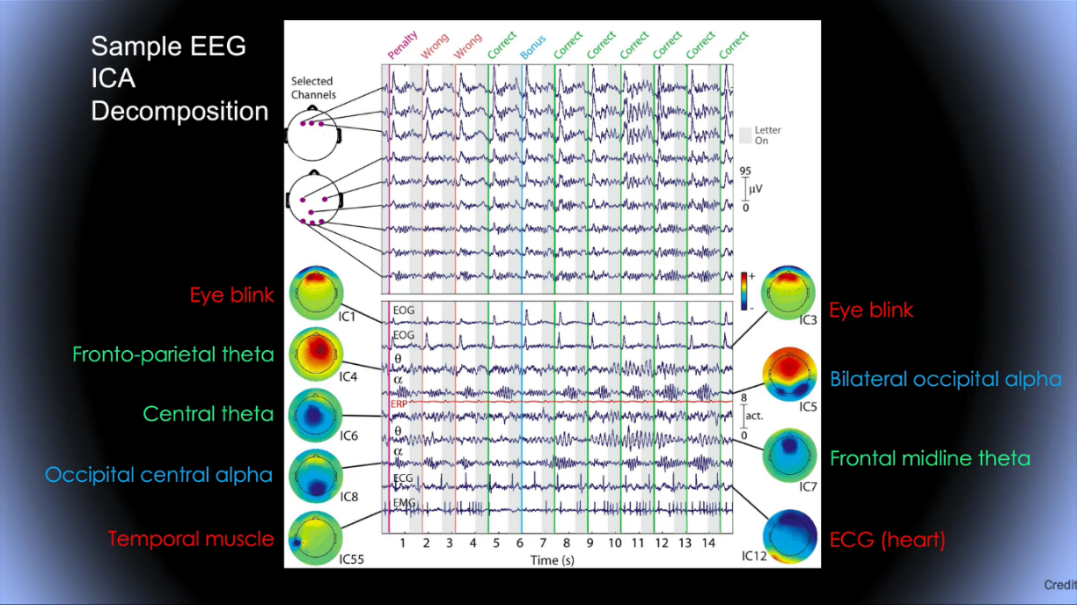 Sample EEG
ICA
Decomposition
Penalty
Wrong
Wrong
Correct
Bonus
Correct
Correct
Correct
Correct
Correct
Correct
Selected
Channels
Letter
On
95
μV
0
+
-
Eye blink
IC1
EOG
EOG
IC3
Eye blink
Fronto-parietal theta
IC4
θ
α
IC5
Bilateral occipital alpha
Central theta
IC6
ERP
8
act.
0
θ
α
IC7
Frontal midline theta
Occipital central alpha
IC8
ECG
EMG
Temporal muscle
IC55
IC12
ECG (heart)
1 2 3 4 5 6 7 8 9 10 11 12 13 14
Time (s)
Credit